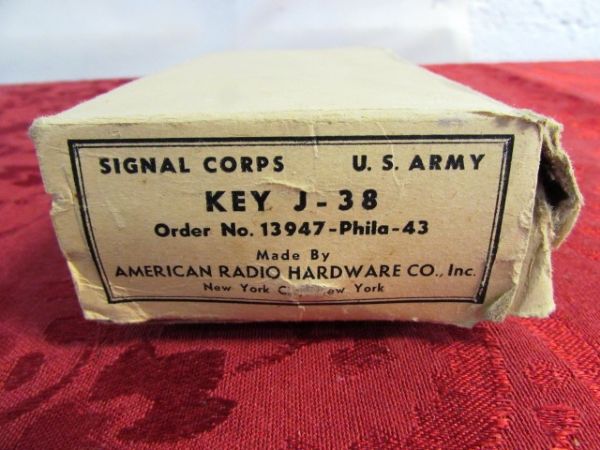 SIGNAL CORPS U. S. ARMY
KEY J-38
Order No. 13947-Phila-43
Made By
AMERICAN RADIO HARDWARE CO., Inc.
New York York